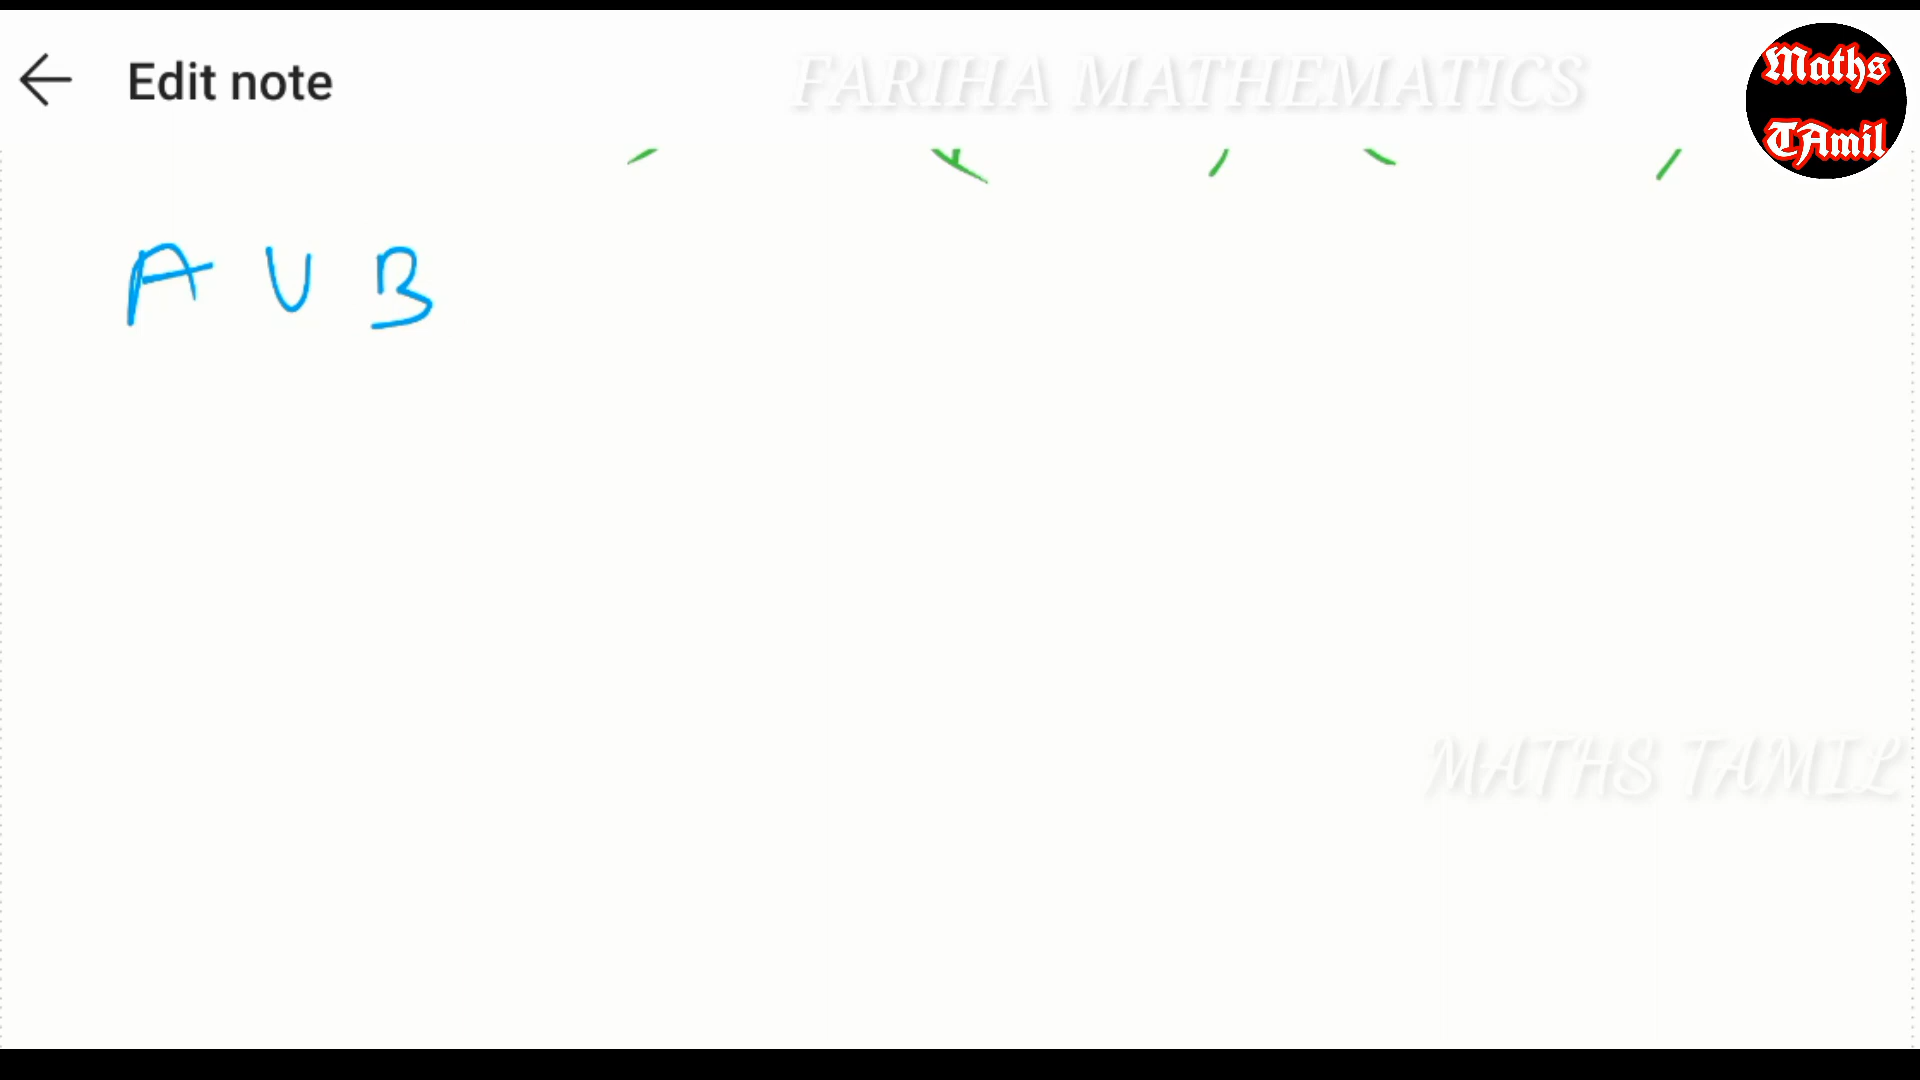 Edit note
FARIHA MATHEMATICS
Maths
TAmil
A ∪ B
MATHS TAMIL